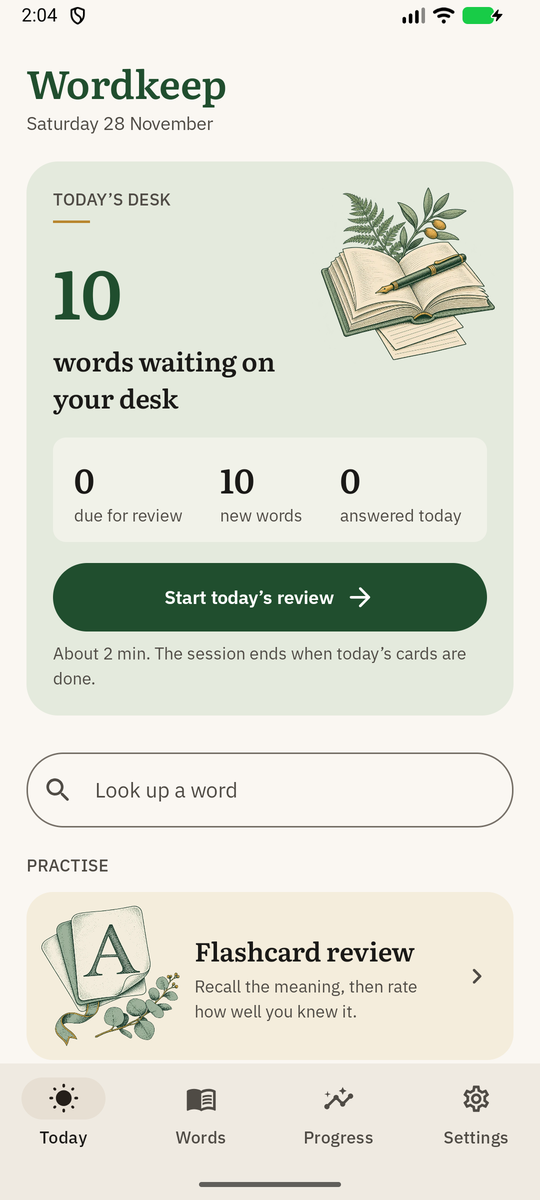 2:04
Wordkeep
Saturday 28 November
TODAY’S DESK
10
words waiting on
your desk
0
due for review
10
new words
0
answered today
Start today’s review
About 2 min. The session ends when today’s cards are
done.
Look up a word
PRACTISE
A
Flashcard review
Recall the meaning, then rate
how well you knew it.
Today
Words
Progress
Settings